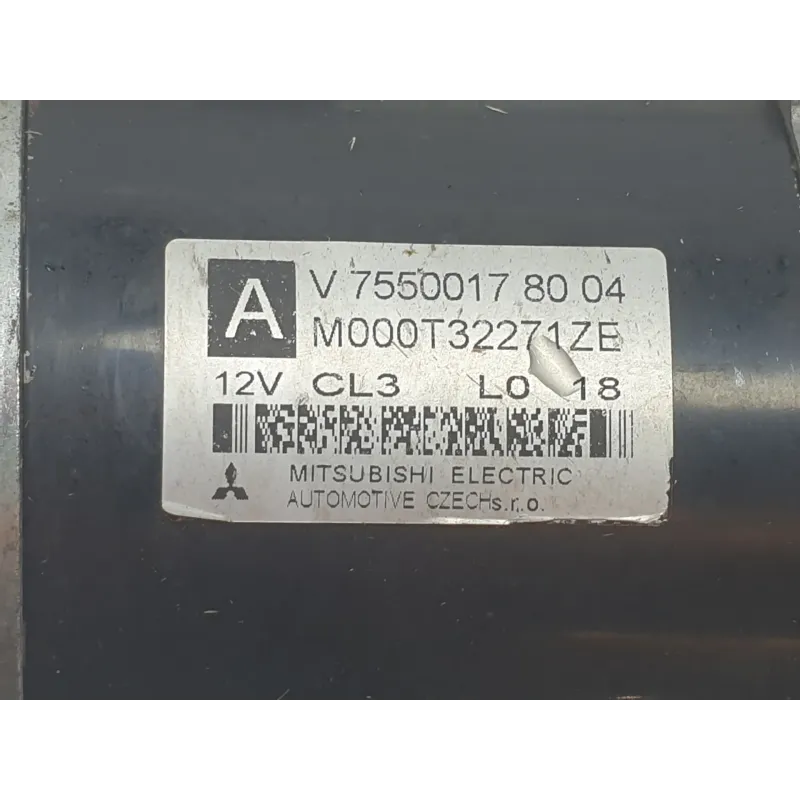 A
V 7550017 80 04
M000T32271ZE
12V CL3 L0 18
MITSUBISHI ELECTRIC
AUTOMOTIVE CZECHs.r.o.